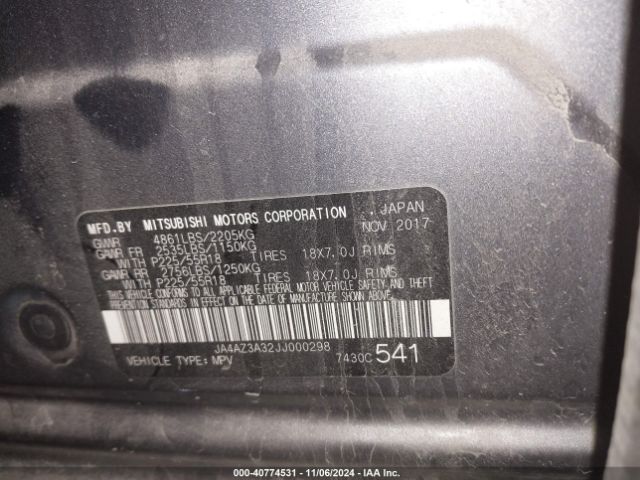 MFD.BY MITSUBISHI MOTORS CORPORATION JAPAN
GVWR 4861LBS/2205KG NOV 2017
GAWR FR 2535LBS/1150KG
WITH P225/55R18 TIRES 18X7.0J RIMS
GAWR RR 2756LBS/1250KG
WITH P225/55R18 TIRES 18X7.0J RIMS
THIS VEHICLE CONFORMS TO ALL APPLICABLE FEDERAL MOTOR VEHICLE SAFETY, BUMPER, AND THEFT
PREVENTION STANDARDS IN EFFECT ON THE DATE OF MANUFACTURE SHOWN ABOVE.
JA4AZ3A32JJ000298
VEHICLE TYPE: MPV 7430C 541
000-40774531 - 11/06/2024 - IAA Inc.